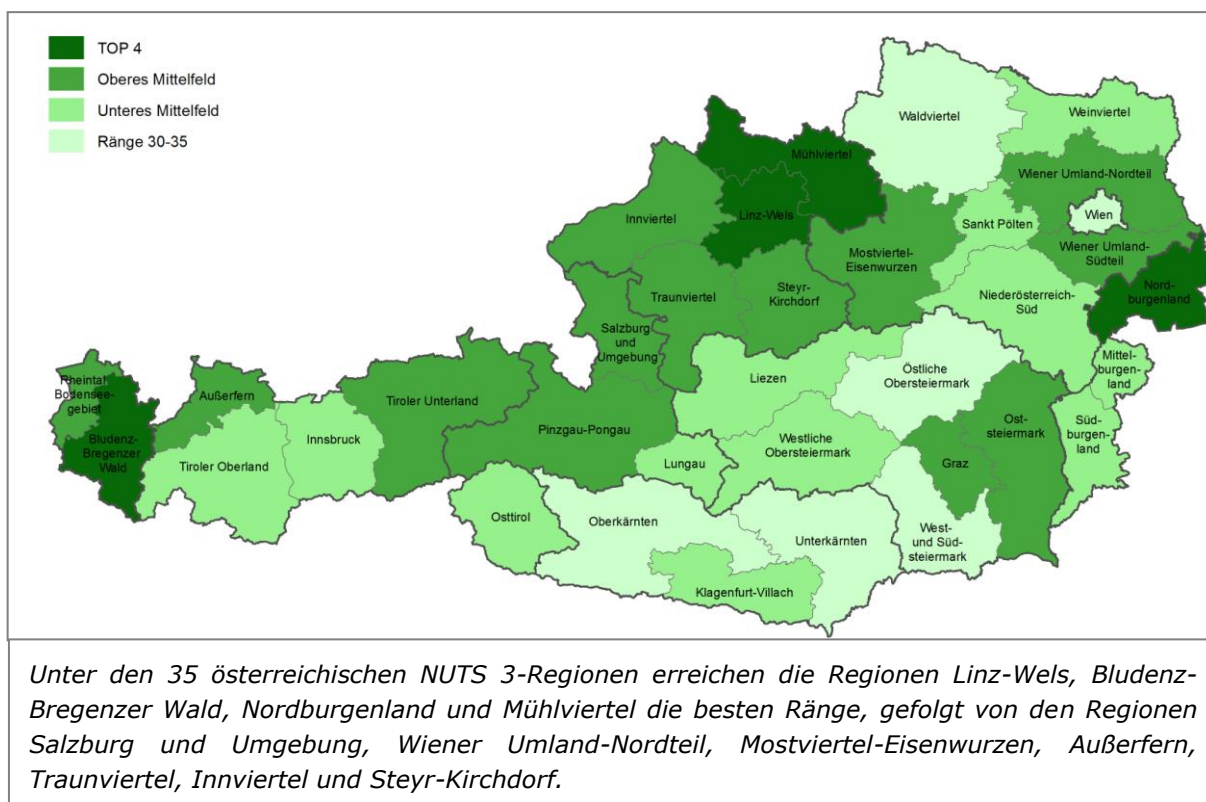 TOP 4
Oberes Mittelfeld
Unteres Mittelfeld
Ränge 30-35
Waldviertel
Weinviertel
Mühlviertel
Wiener Umland-Nordteil
Innviertel
Linz-Wels
Wien
Sankt Pölten
Mostviertel-
Eisenwurzen
Wiener Umland-
Südteil
Nord-
burgenland
Traunviertel
Steyr-
Kirchdorf
Niederösterreich-
Süd
Salzburg
und
Umgebung
Mittel-
burgen-
land
Östliche
Obersteiermark
Liezen
Rheintal-
Bodensee-
gebiet
Außerfern
Tiroler Unterland
Bludenz-
Bregenzer
Wald
Innsbruck
Tiroler Oberland
Pinzgau-Pongau
Lungau
Westliche
Obersteiermark
Graz
Ost-
steiermark
Süd-
burgen-
land
Osttirol
Oberkärnten
Unterkärnten
West-
und Süd-
steiermark
Klagenfurt-Villach
Unter den 35 österreichischen NUTS 3-Regionen erreichen die Regionen Linz-Wels, Bludenz-
Bregenzer Wald, Nordburgenland und Mühlviertel die besten Ränge, gefolgt von den Regionen
Salzburg und Umgebung, Wiener Umland-Nordteil, Mostviertel-Eisenwurzen, Außerfern,
Traunviertel, Innviertel und Steyr-Kirchdorf.